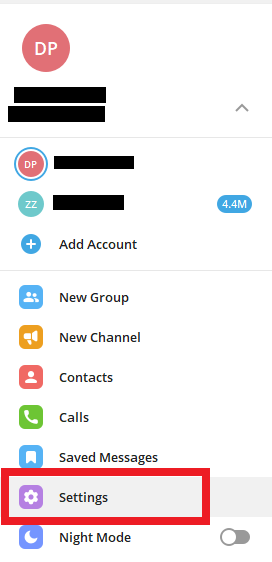 DP
DP
ZZ 4.4M
Add Account
New Group
New Channel
Contacts
Calls
Saved Messages
Settings
Night Mode